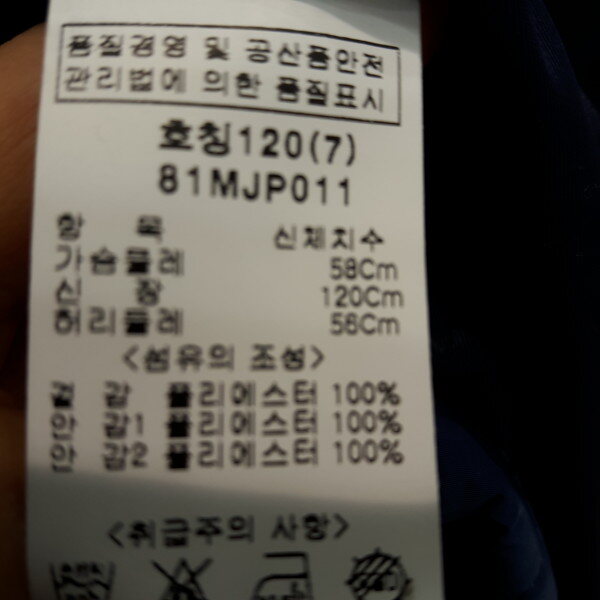 품질경영 및 공산품안전
관리법에 의한 품질표시
호칭120(7)
81MJP011
항 목 신체치수
가슴둘레 58Cm
신 장 120Cm
허리둘레 56Cm
<섬유의 조성>
겉 감 폴리에스터 100%
안 감1 폴리에스터 100%
안 감2 폴리에스터 100%
<취급주의 사항>